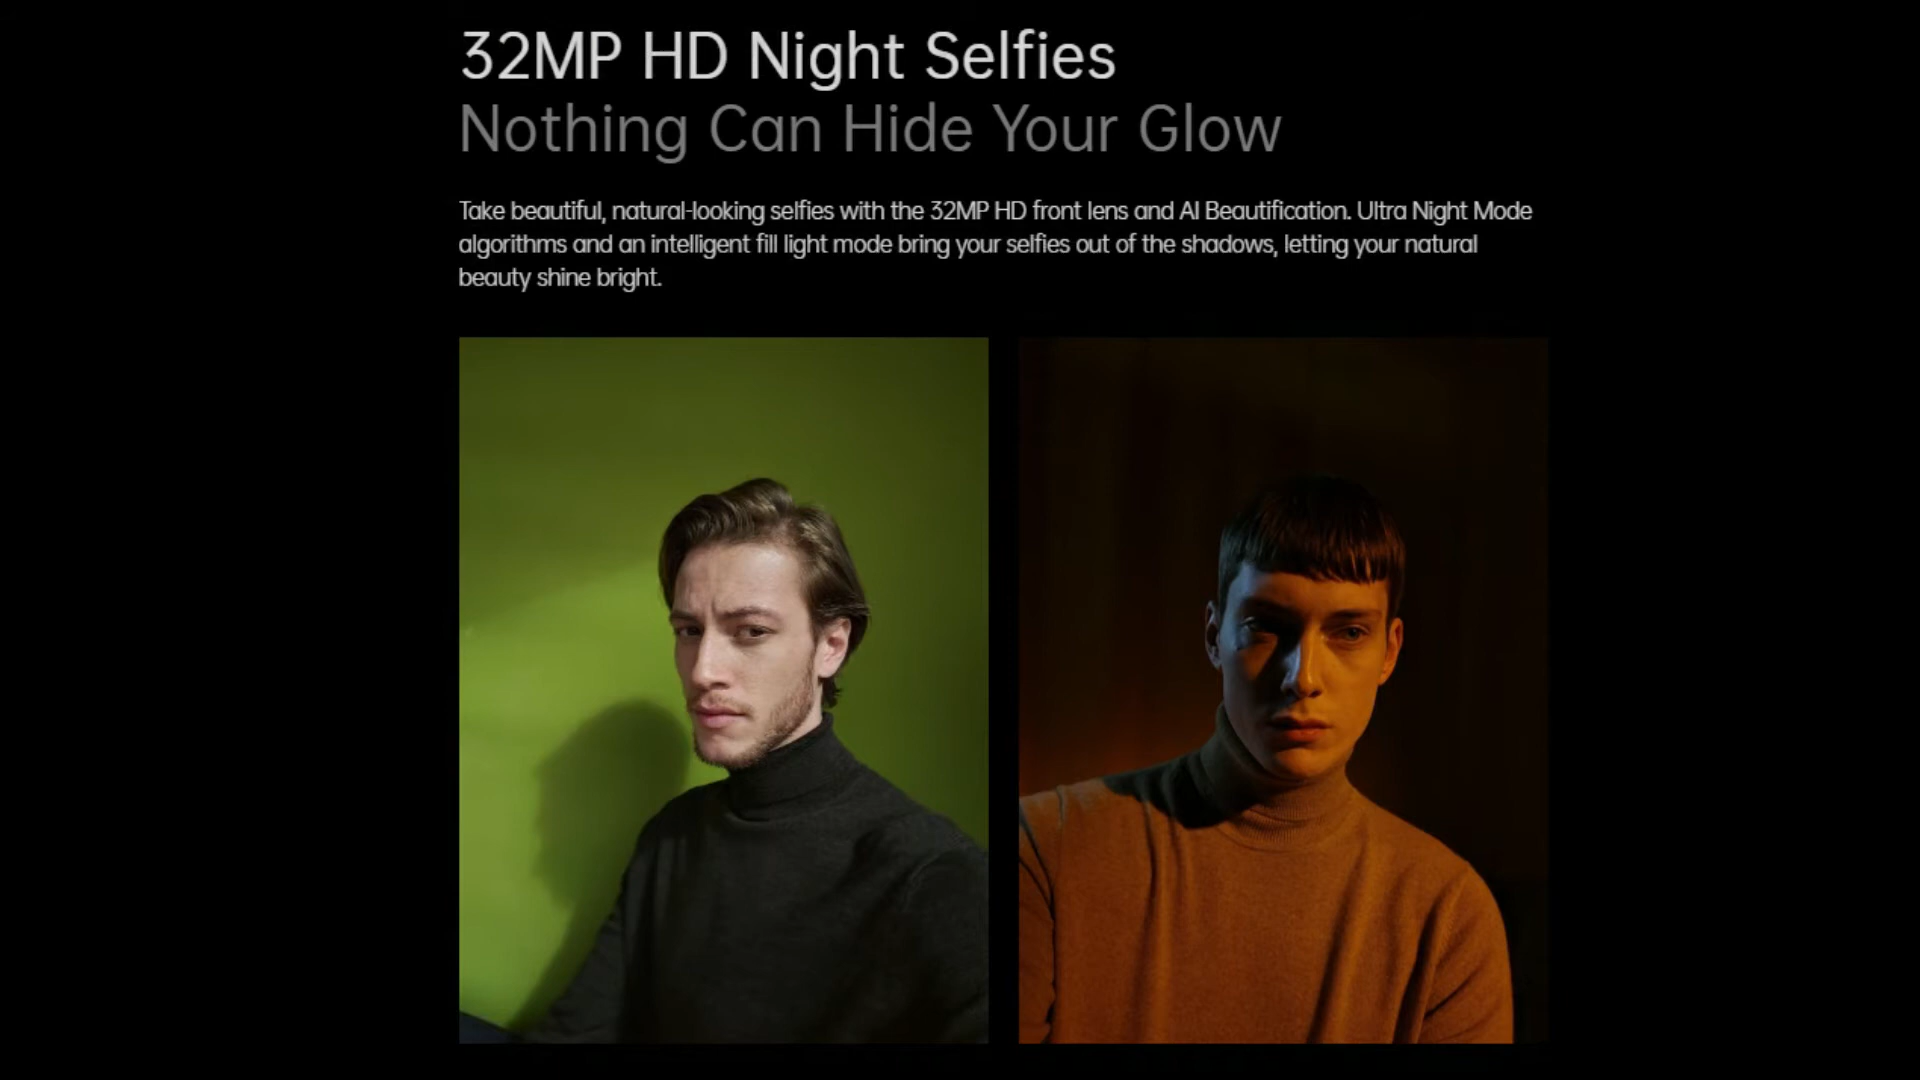 32MP HD Night Selfies
Nothing Can Hide Your Glow
Take beautiful, natural-looking selfies with the 32MP HD front lens and AI Beautification. Ultra Night Mode
algorithms and an intelligent fill light mode bring your selfies out of the shadows, letting your natural
beauty shine bright.